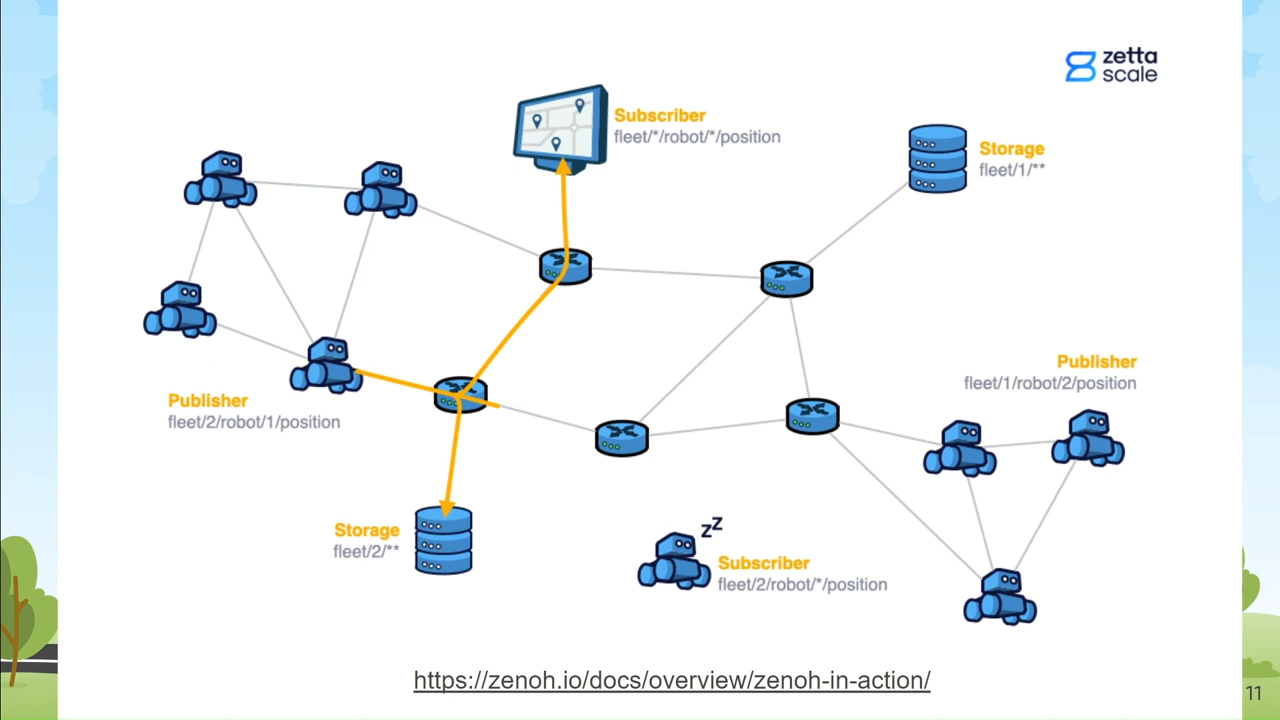 zetta
scale
Subscriber
fleet/*/robot/*/position
Storage
fleet/1/**
Publisher
fleet/1/robot/2/position
Publisher
fleet/2/robot/1/position
Storage
fleet/2/**
zZ
Subscriber
fleet/2/robot/*/position
https://zenoh.io/docs/overview/zenoh-in-action/
11